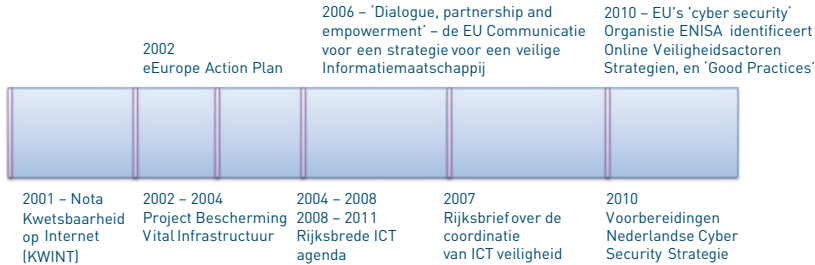 2002
eEurope Action Plan
2006 – ‘Dialogue, partnership and
empowerment’ – de EU Communicatie
voor een strategie voor een veilige
Informatiemaatschappij
2010 – EU's 'cyber security‘
Organistie ENISA identificeert
Online Veiligheidsactoren
Strategien, en ‘Good Practices’
2001 – Nota
Kwetsbaarheid
op Internet
(KWINT)
2002 – 2004
Project Bescherming
Vital Infrastructuur
2004 – 2008
2008 – 2011
Rijksbrede ICT
agenda
2007
Rijksbrief over de
coordinatie
van ICT veiligheid
2010
Voorbereidingen
Nederlandse Cyber
Security Strategie